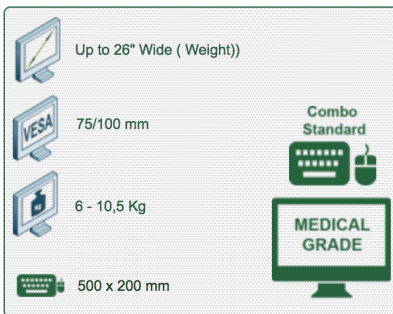 Up to 26" Wide ( Weight))
VESA
75/100 mm
KG
6 - 10,5 Kg
500 x 200 mm
Combo
Standard
MEDICAL
GRADE